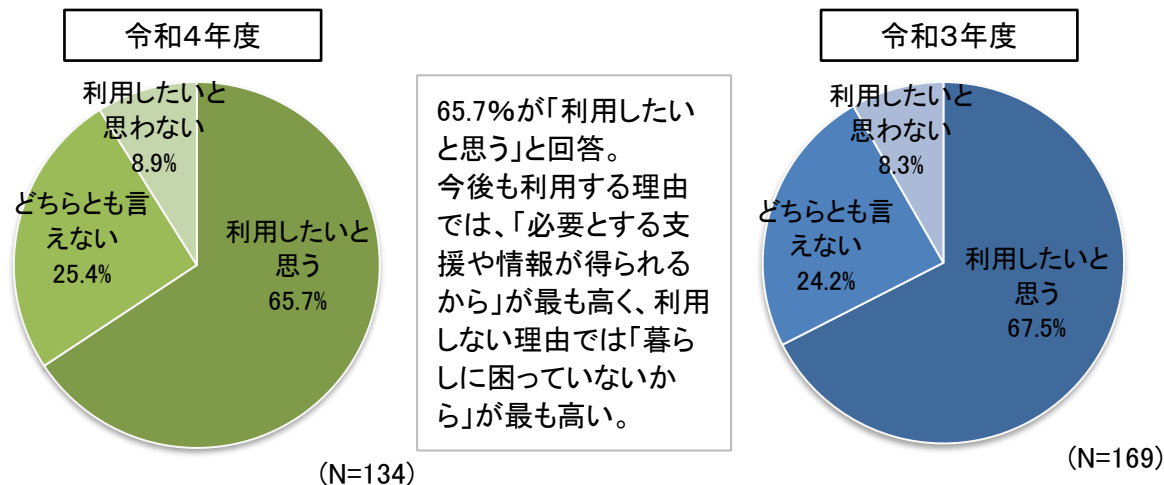 令和4年度
利用したいと
思わない
8.9%
どちらとも言
えない
25.4%
利用したいと
思う
65.7%
(N=134)
65.7%が「利用したい
と思う」と回答。
今後も利用する理由
では、「必要とする支
援や情報が得られる
から」が最も高く、利用
しない理由では「暮ら
しに困っていないか
ら」が最も高い。
令和3年度
利用したいと
思わない
8.3%
どちらとも言
えない
24.2%
利用したいと
思う
67.5%
(N=169)